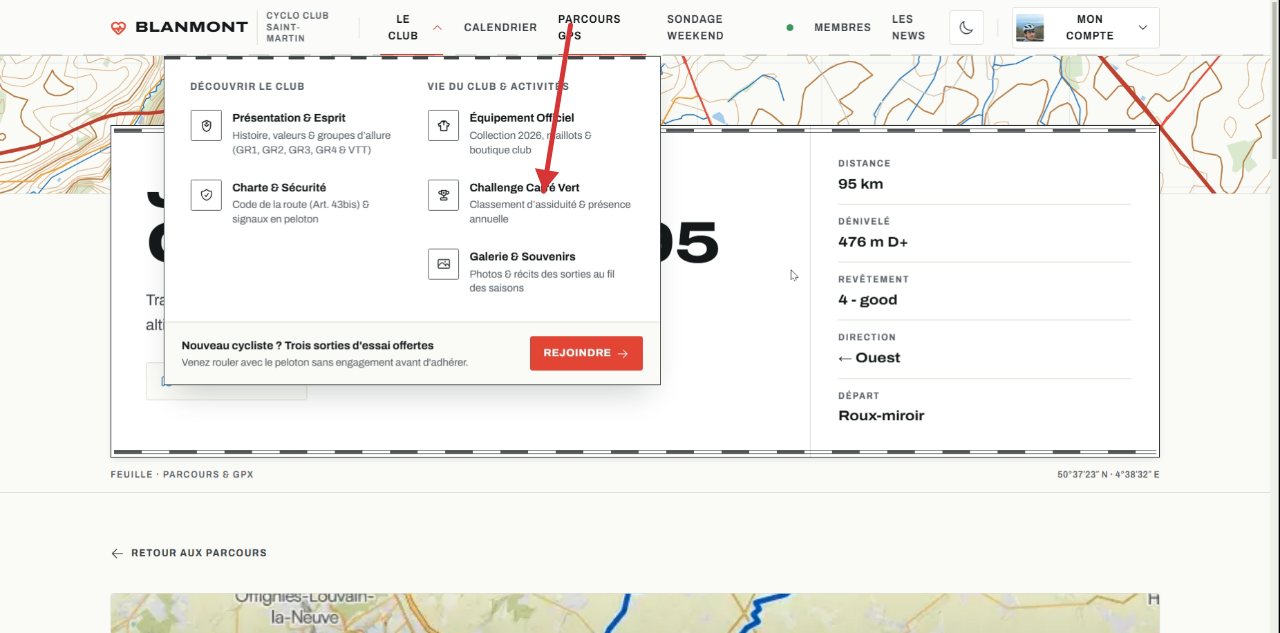 BLANMONT
CYCLO CLUB
SAINT-
MARTIN
LE
CLUB
CALENDRIER
PARCOURS
GPS
SONDAGE
WEEKEND
MEMBRES
LES
NEWS
MON
COMPTE
DÉCOUVRIR LE CLUB
Présentation & Esprit
Histoire, valeurs & groupes d'allure
(GR1, GR2, GR3, GR4 & VTT)
Charte & Sécurité
Code de la route (Art. 43bis) &
signaux en peloton
VIE DU CLUB & ACTIVITÉS
Équipement Officiel
Collection 2026, maillots &
boutique club
Challenge Carré Vert
Classement d'assiduité & présence
annuelle
Galerie & Souvenirs
Photos & récits des sorties au fil
des saisons
Nouveau cycliste ? Trois sorties d'essai offertes
Venez rouler avec le peloton sans engagement avant d'adhérer.
REJOINDRE →
DISTANCE
95 km
DÉNIVELÉ
476 m D+
REVÊTEMENT
4 - good
DIRECTION
← Ouest
DÉPART
Roux-miroir
FEUILLE · PARCOURS & GPX
50°37'23" N · 4°38'32" E
← RETOUR AUX PARCOURS
Offignies-Louvain-
la-Neuve